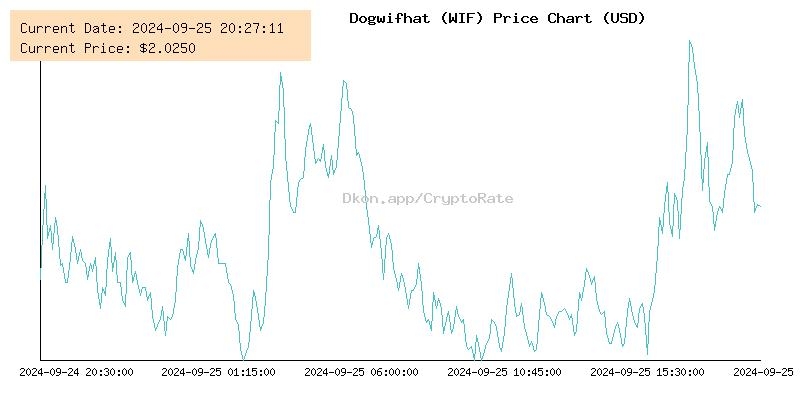 Dogwifhat (WIF) Price Chart (USD)
Current Date: 2024-09-25 20:27:11
Current Price: $2.0250
Dkon.app/CryptoRate
2024-09-24 20:30:00 2024-09-25 01:15:00 2024-09-25 06:00:00 2024-09-25 10:45:00 2024-09-25 15:30:00 2024-09-25